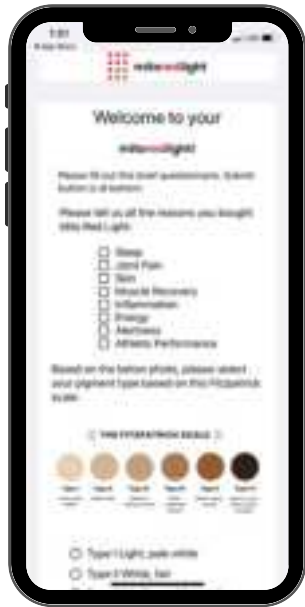 mitoredlight
Welcome to your
mitoredlight
Please fill out this brief questionnaire. Submit
button is at bottom.
Please tell us all the reasons you bought
Mito Red Light:
Sleep
Joint Pain
Skin
Muscle Recovery
Inflammation
Energy
Alertness
Athletic Performance
Based on the below photo, please select
your pigment type based on this Fitzpatrick
scale:
THE FITZPATRICK SCALE
Type I Light, pale white
Type II White, fair